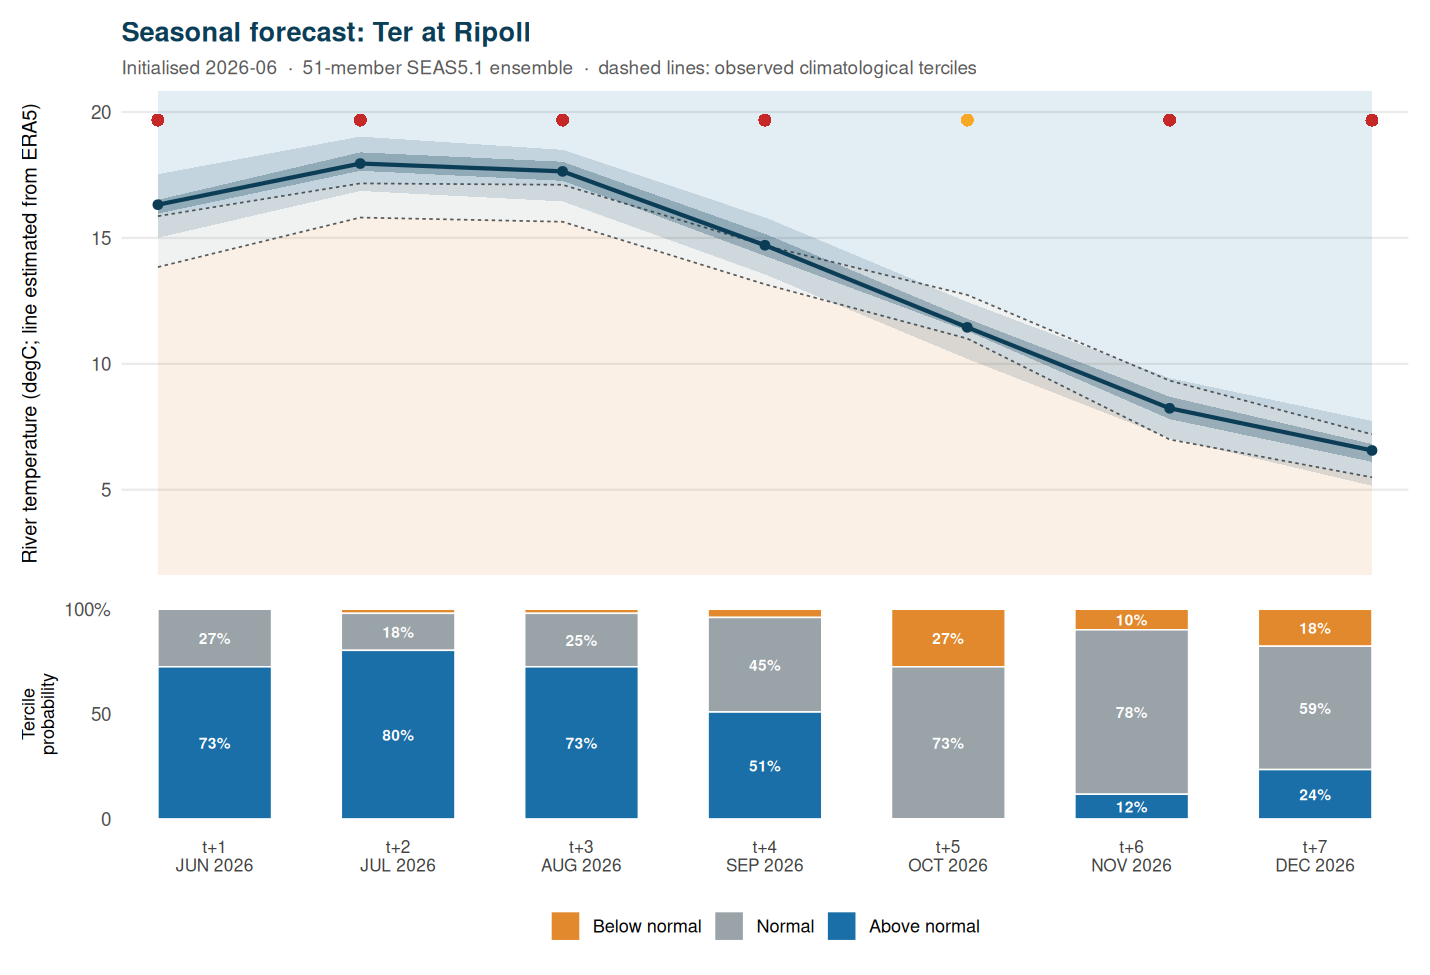 Seasonal forecast: Ter at Ripoll
Initialised 2026-06 · 51-member SEAS5.1 ensemble · dashed lines: observed climatological terciles
River temperature (degC; line estimated from ERA5)
20
15
10
5
Tercile
probability
100%
50
0
27%
73%
18%
80%
25%
73%
45%
51%
27%
73%
10%
78%
12%
18%
59%
24%
t+1
JUN 2026
t+2
JUL 2026
t+3
AUG 2026
t+4
SEP 2026
t+5
OCT 2026
t+6
NOV 2026
t+7
DEC 2026
Below normal
Normal
Above normal